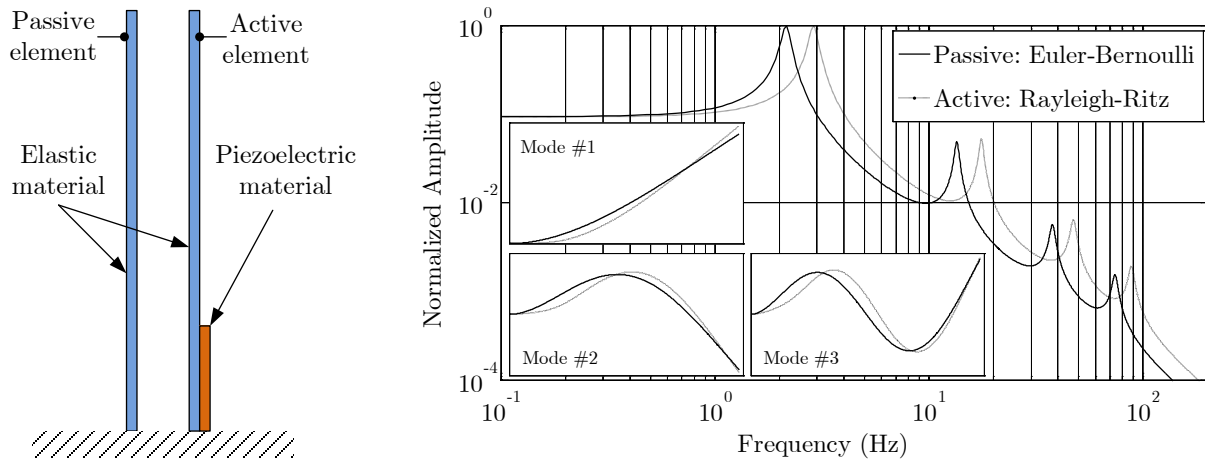 Passive
element
Active
element
Elastic
material
Piezoelectric
material
Normalized Amplitude
10^0
10^-2
10^-4
Passive: Euler-Bernoulli
Active: Rayleigh-Ritz
Mode #1
Mode #2
Mode #3
10^-1
10^0
10^1
10^2
Frequency (Hz)